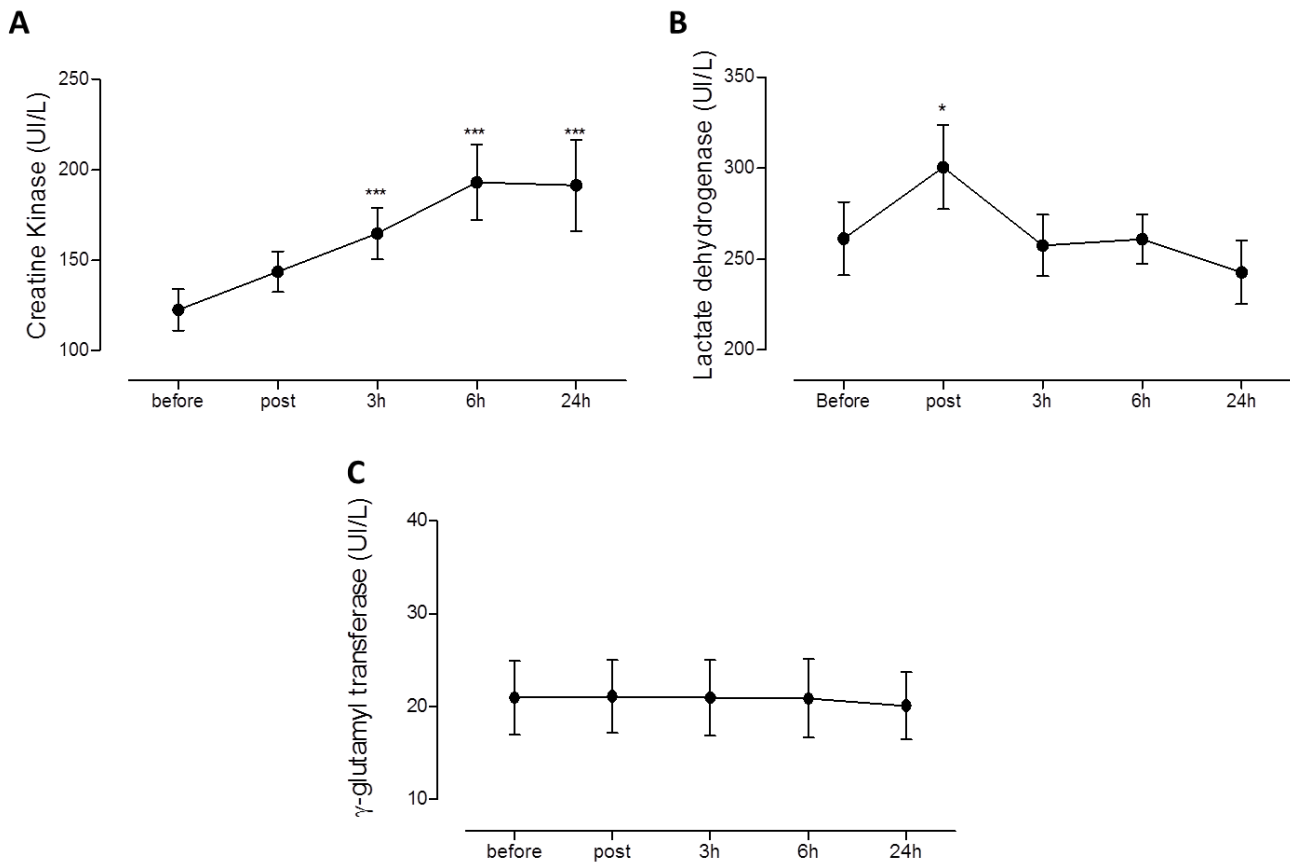 A
Creatine Kinase (UI/L)
250
200
150
100
***
***
***
before post 3h 6h 24h
B
Lactate dehydrogenase (UI/L)
350
300
250
200
*
Before post 3h 6h 24h
C
γ-glutamyl transferase (UI/L)
40
30
20
10
before post 3h 6h 24h